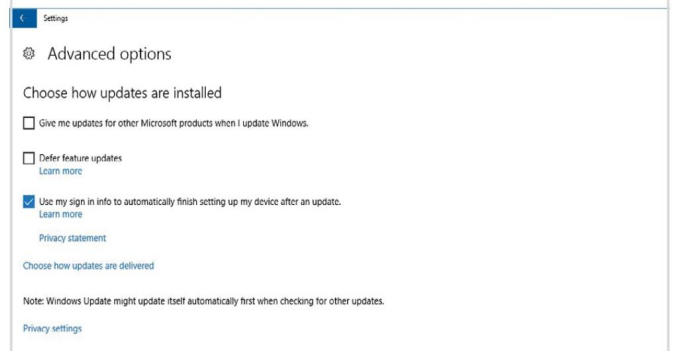 Settings
Advanced options
Choose how updates are installed
Give me updates for other Microsoft products when I update Windows.
Defer feature updates
Learn more
Use my sign in info to automatically finish setting up my device after an update.
Learn more
Privacy statement
Choose how updates are delivered
Note: Windows Update might update itself automatically first when checking for other updates.
Privacy settings